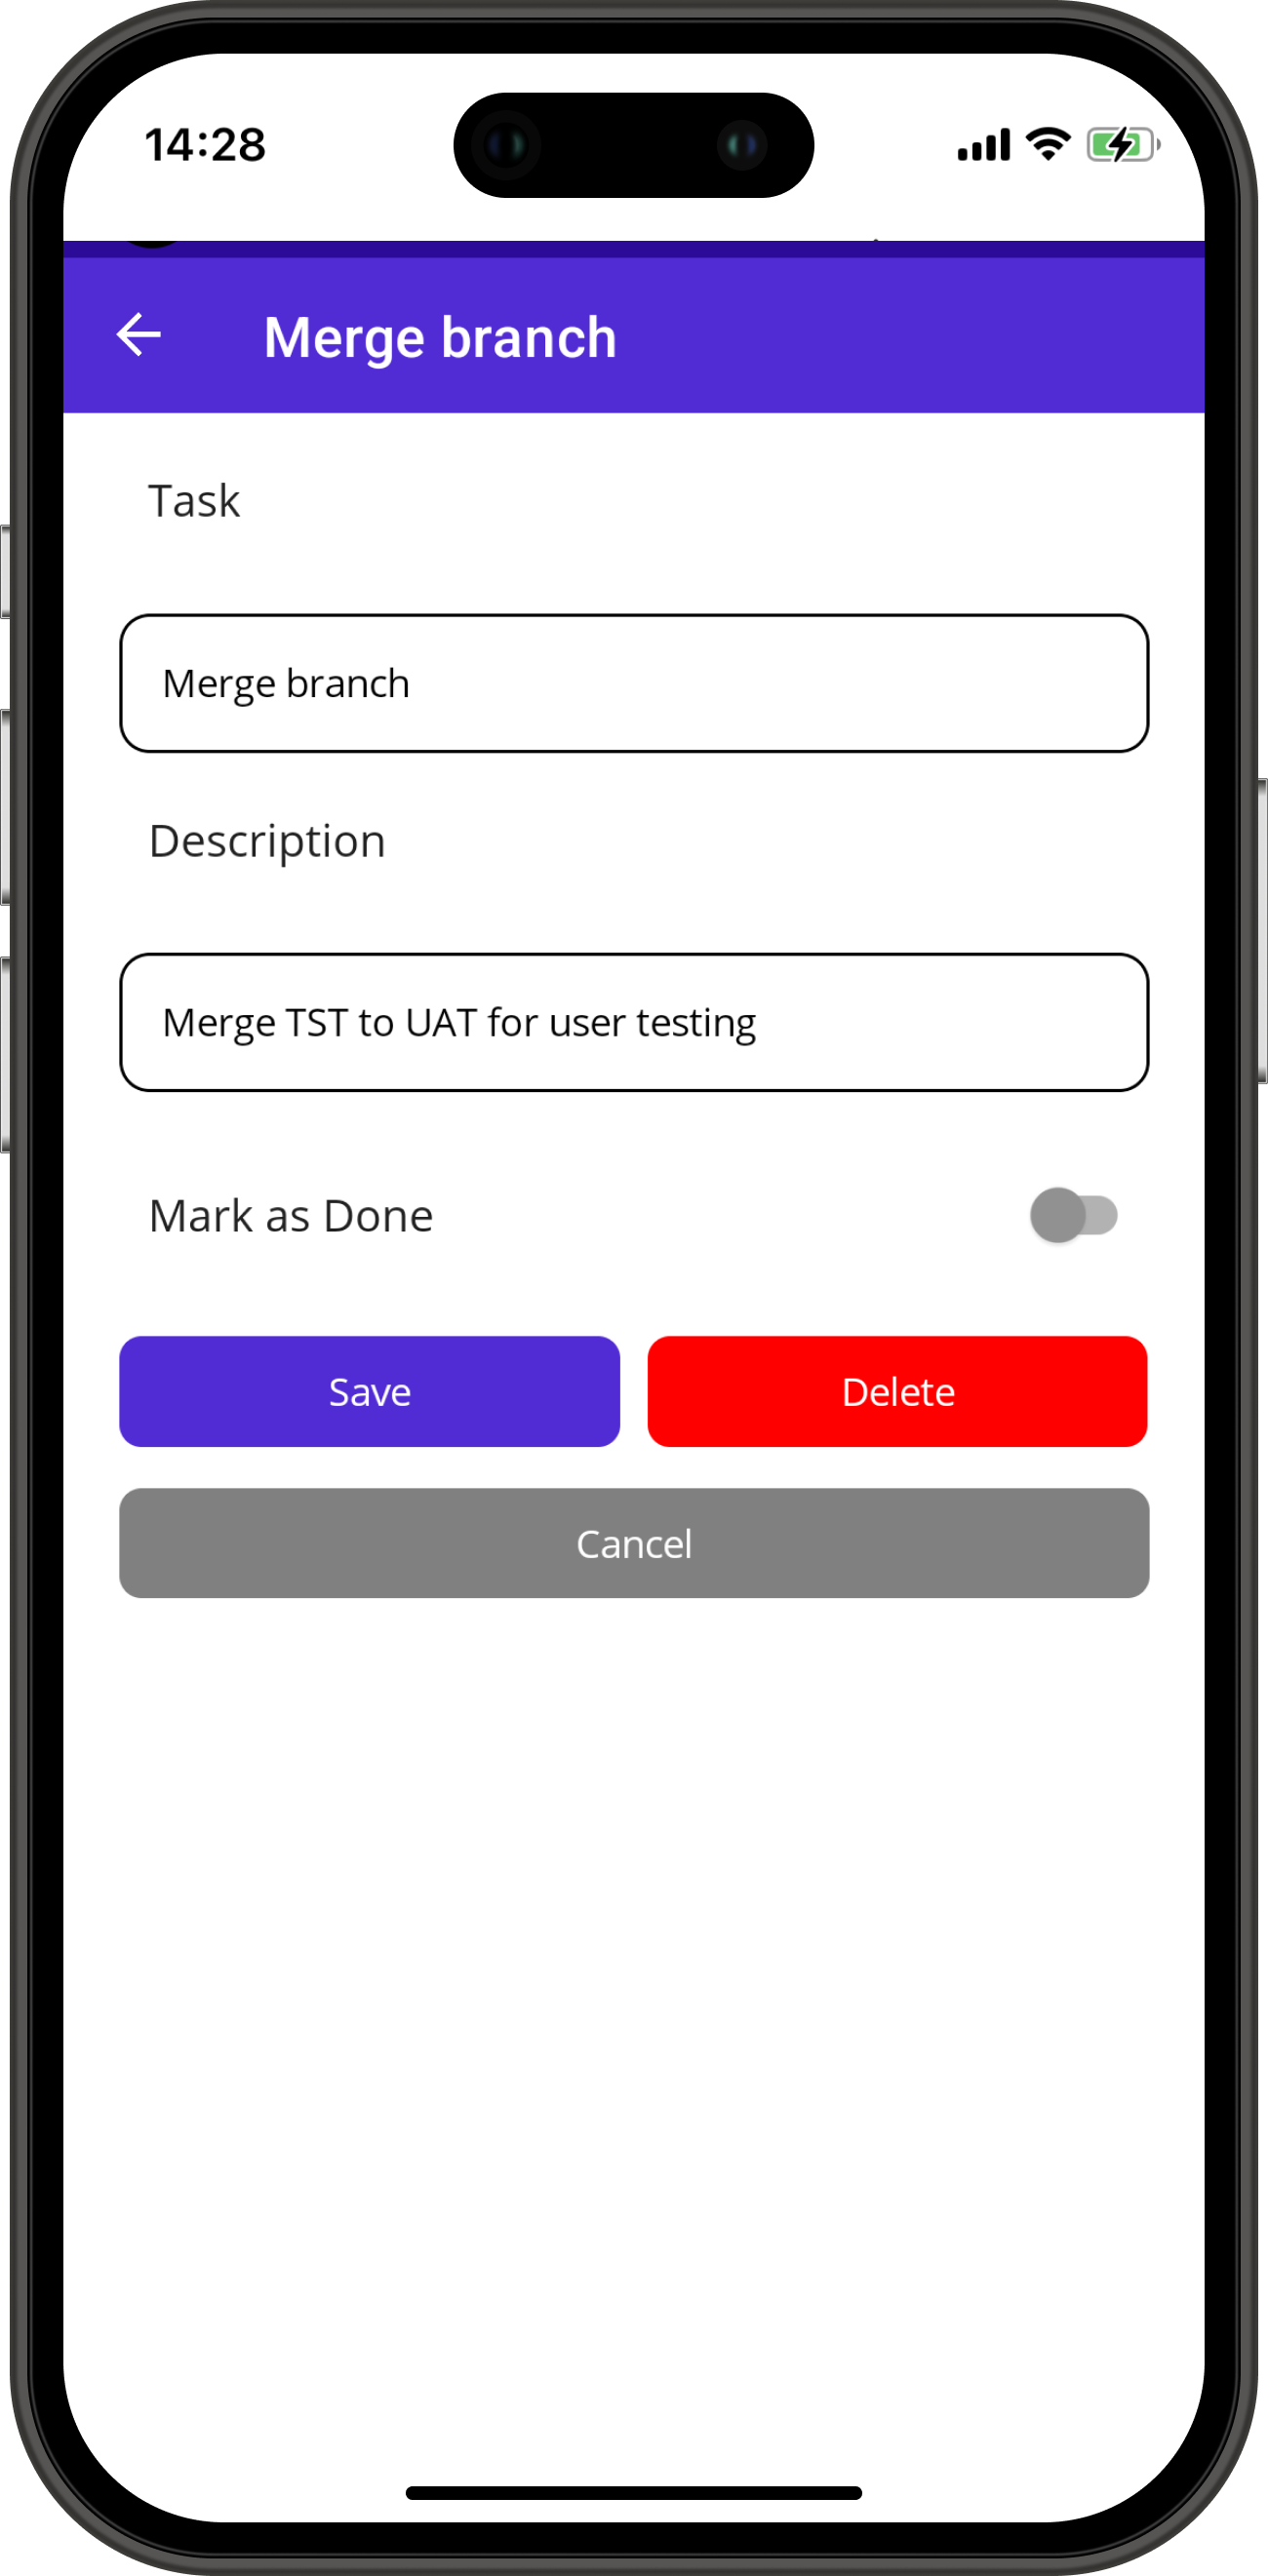 14:28
Merge branch
Task
Merge branch
Description
Merge TST to UAT for user testing
Mark as Done
Save
Delete
Cancel